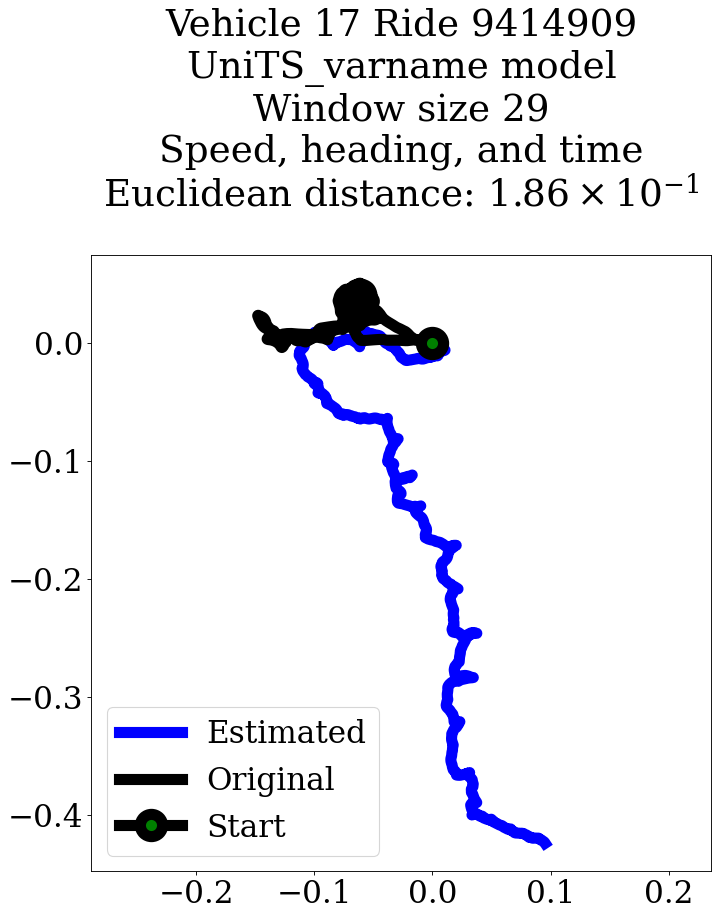 Vehicle 17 Ride 9414909
UniTS_varname model
Window size 29
Speed, heading, and time
Euclidean distance: 1.86 × 10⁻¹
0.0
−0.1
−0.2
−0.3
−0.4
Estimated
Original
Start
−0.2
−0.1
0.0
0.1
0.2